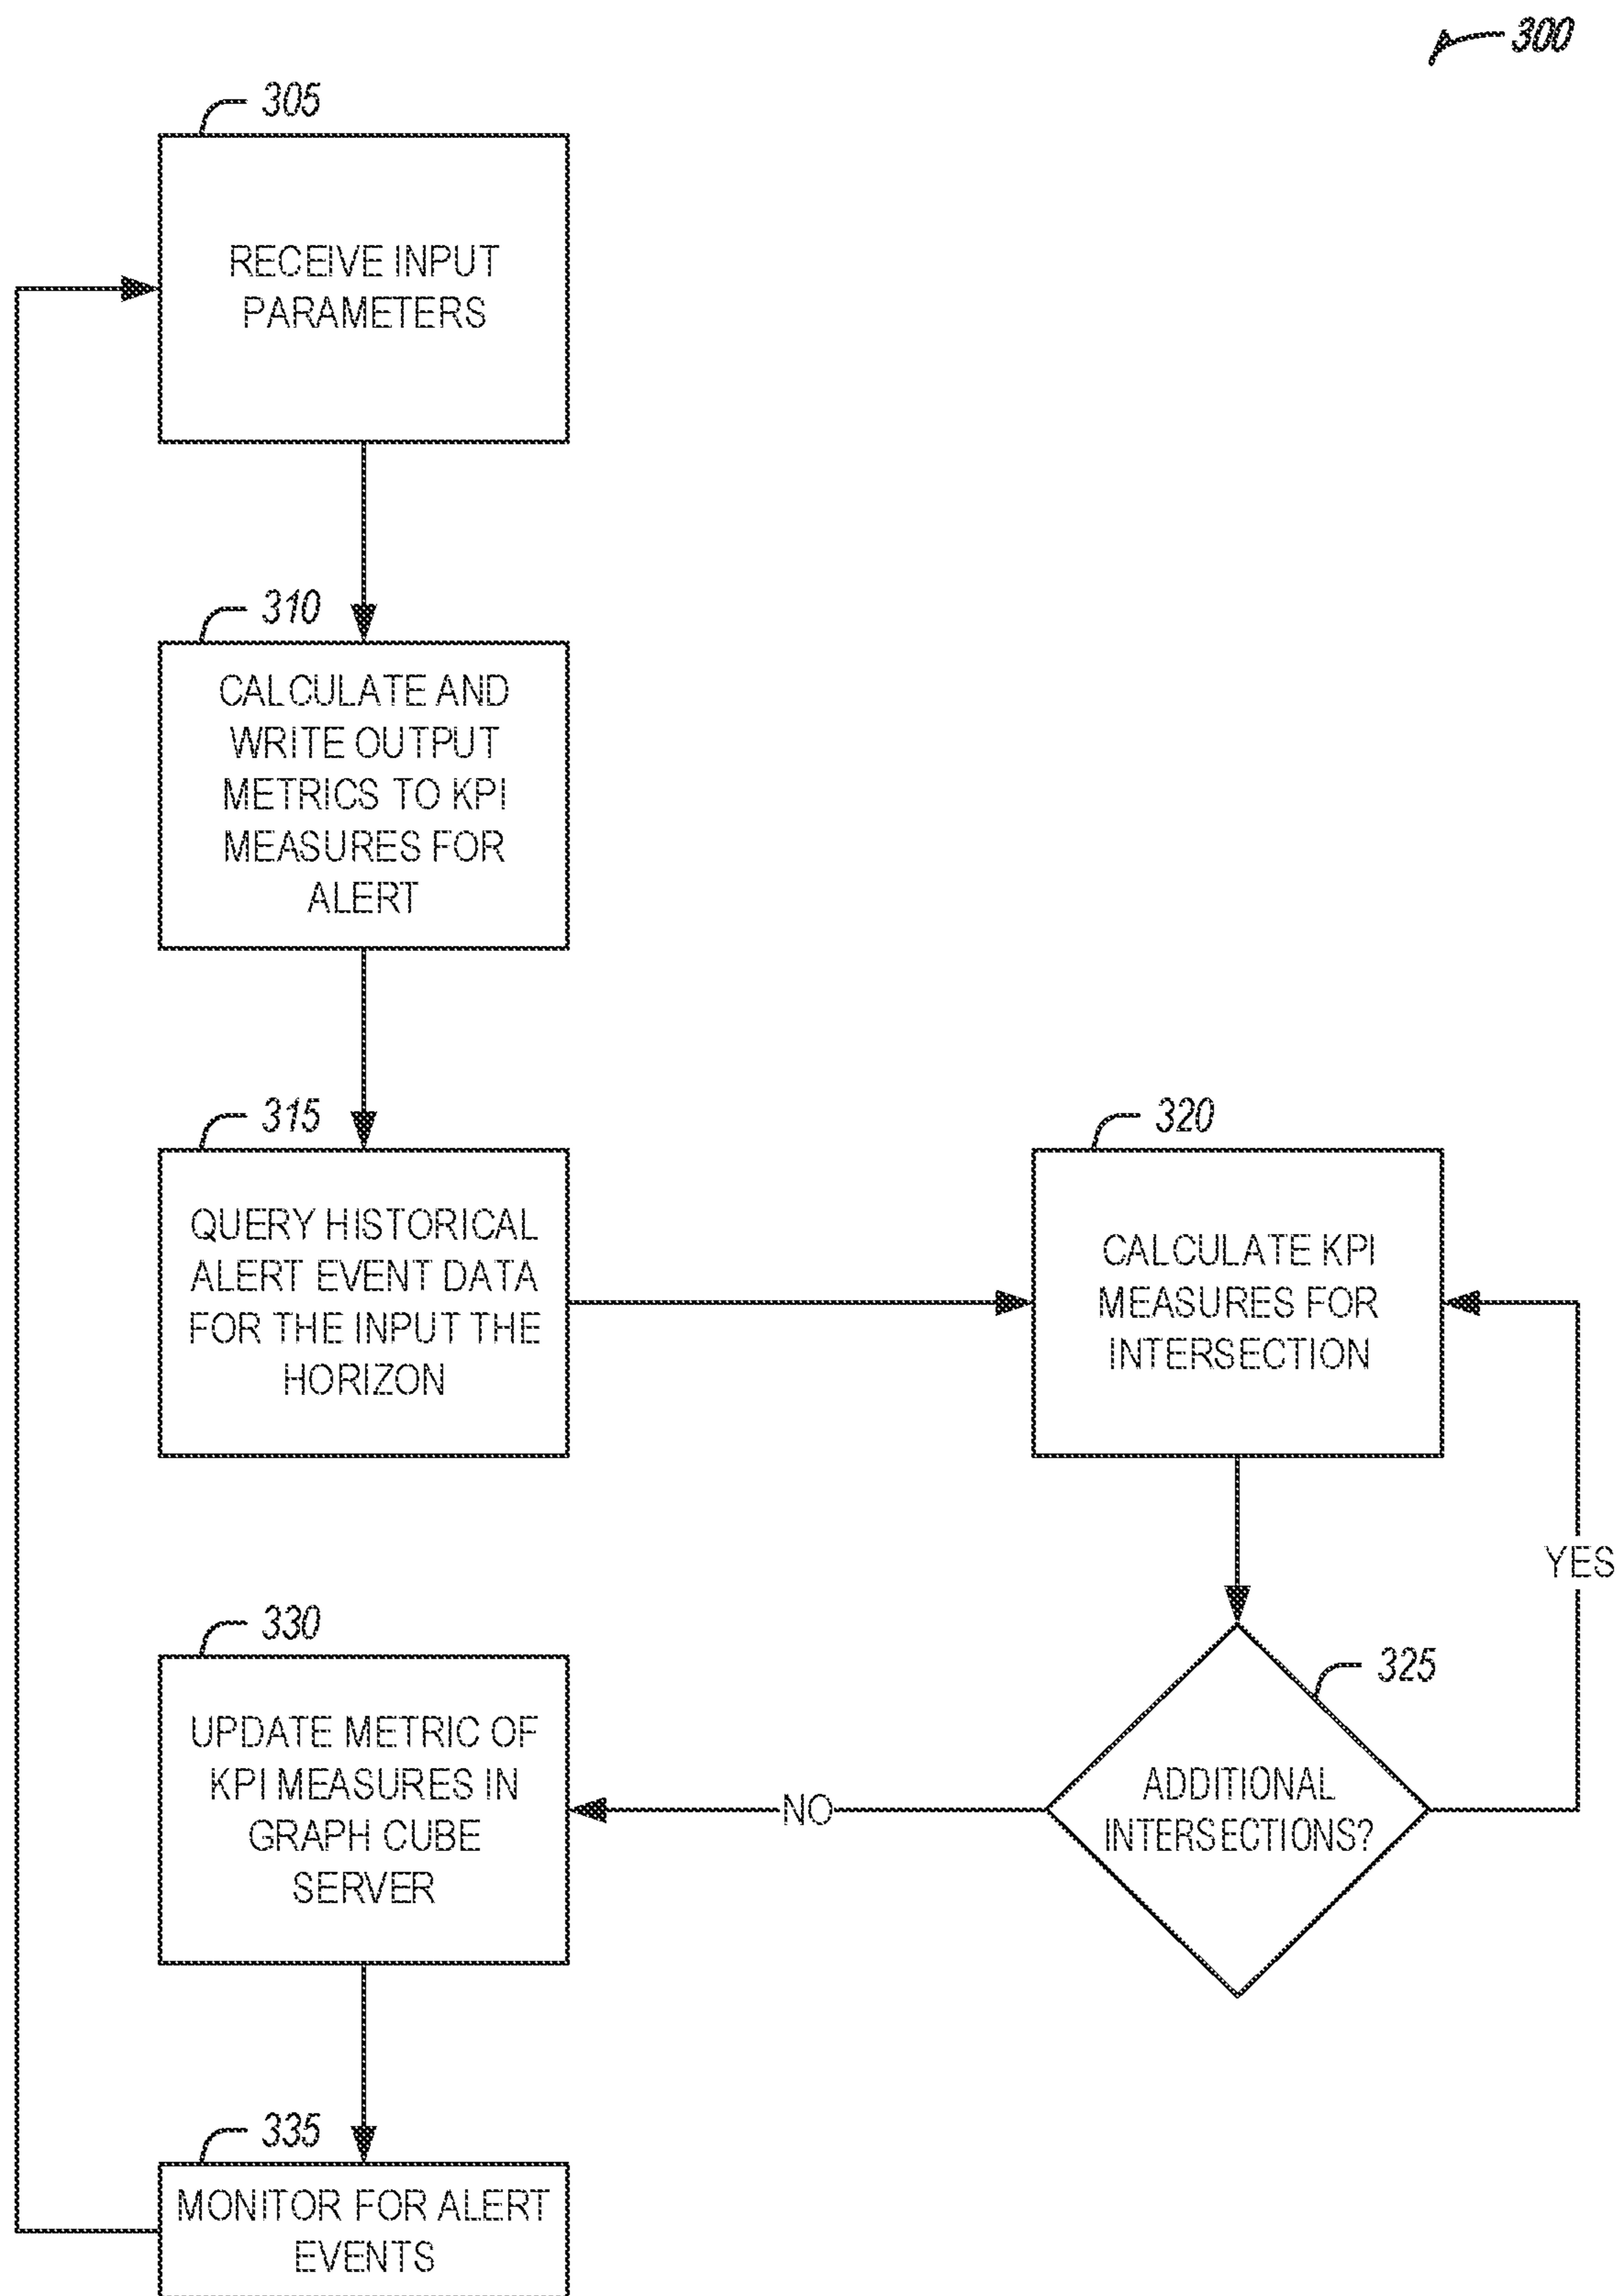 300
305
RECEIVE INPUT
PARAMETERS
310
CALCULATE AND
WRITE OUTPUT
METRICS TO KPI
MEASURES FOR
ALERT
315
QUERY HISTORICAL
ALERT EVENT DATA
FOR THE INPUT THE
HORIZON
320
CALCULATE KPI
MEASURES FOR
INTERSECTION
YES
325
ADDITIONAL
INTERSECTIONS?
NO
330
UPDATE METRIC OF
KPI MEASURES IN
GRAPH CUBE
SERVER
335
MONITOR FOR ALERT
EVENTS